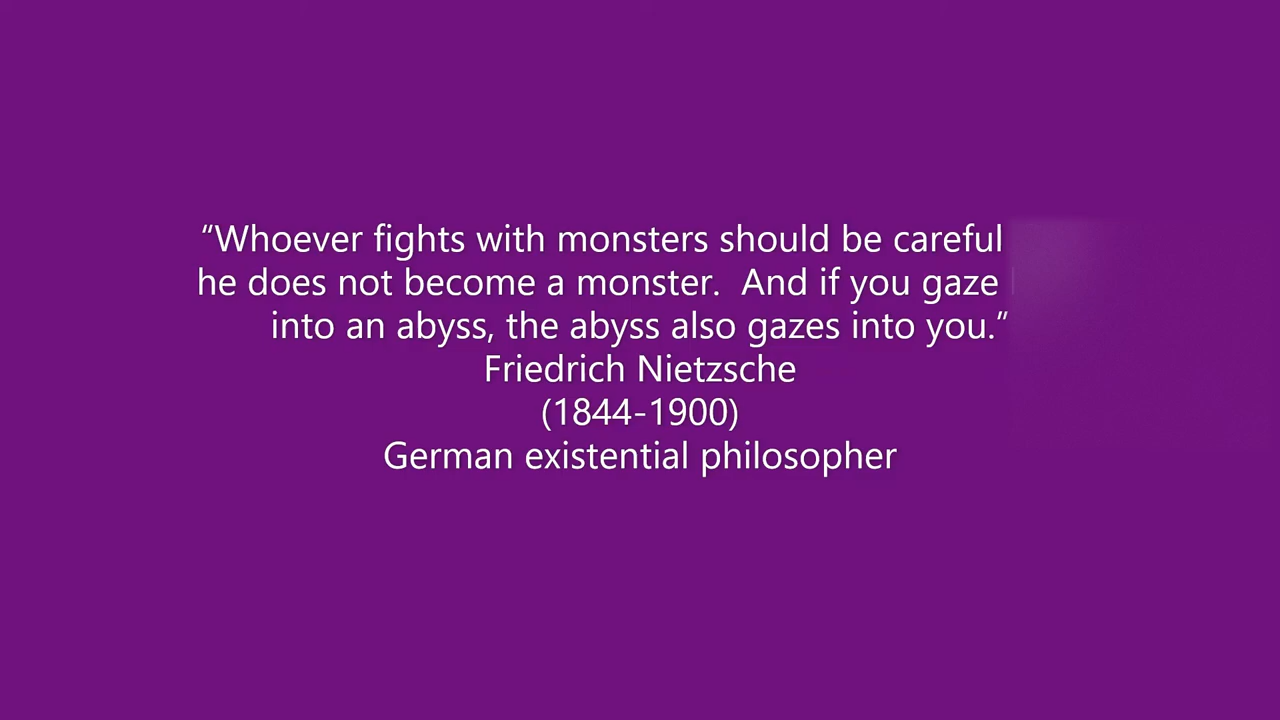 “Whoever fights with monsters should be careful
he does not become a monster.  And if you gaze
into an abyss, the abyss also gazes into you.”
Friedrich Nietzsche
(1844-1900)
German existential philosopher